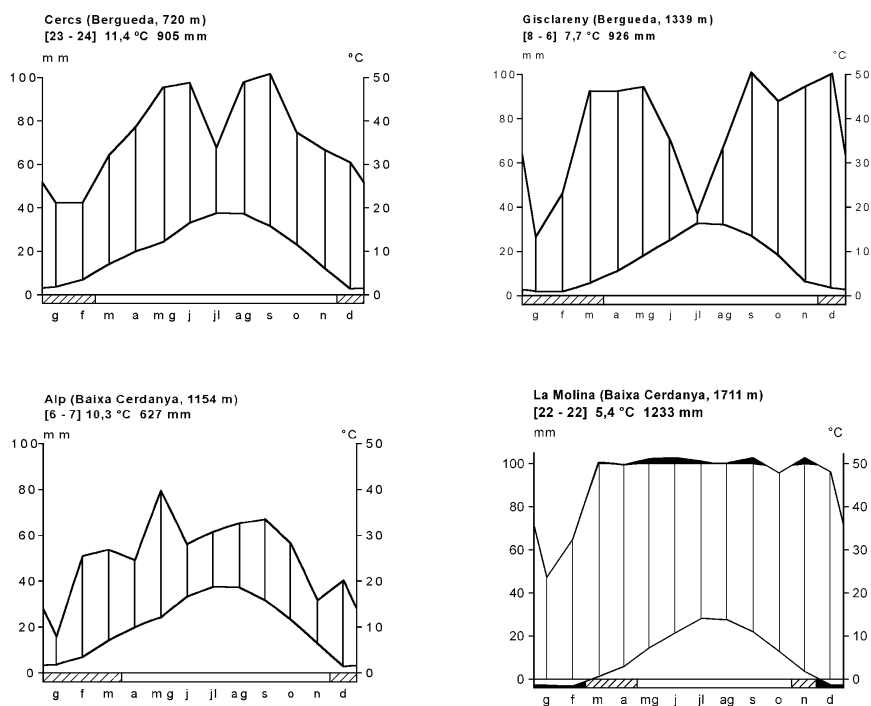 Cercs (Bergueda, 720 m)
[23 - 24] 11,4 ºC 905 mm
mm ºC
100 50
80 40
60 30
40 20
20 10
0 0
g f m a mg j jl ag s o n d
Gisclareny (Bergueda, 1339 m)
[8 - 6] 7,7 °C 926 mm
mm °C
100 50
80 40
60 30
40 20
20 10
0 0
g f m a mg j jl ag s o n d
Alp (Baixa Cerdanya, 1154 m)
[6 - 7] 10,3 °C 627 mm
mm °C
100 50
80 40
60 30
40 20
20 10
0 0
g f m a mg j jl ag s o n d
La Molina (Baixa Cerdanya, 1711 m)
[22 - 22] 5,4 °C 1233 mm
mm °C
100 50
80 40
60 30
40 20
20 10
0 0
g f m a mg j jl ag s o n d